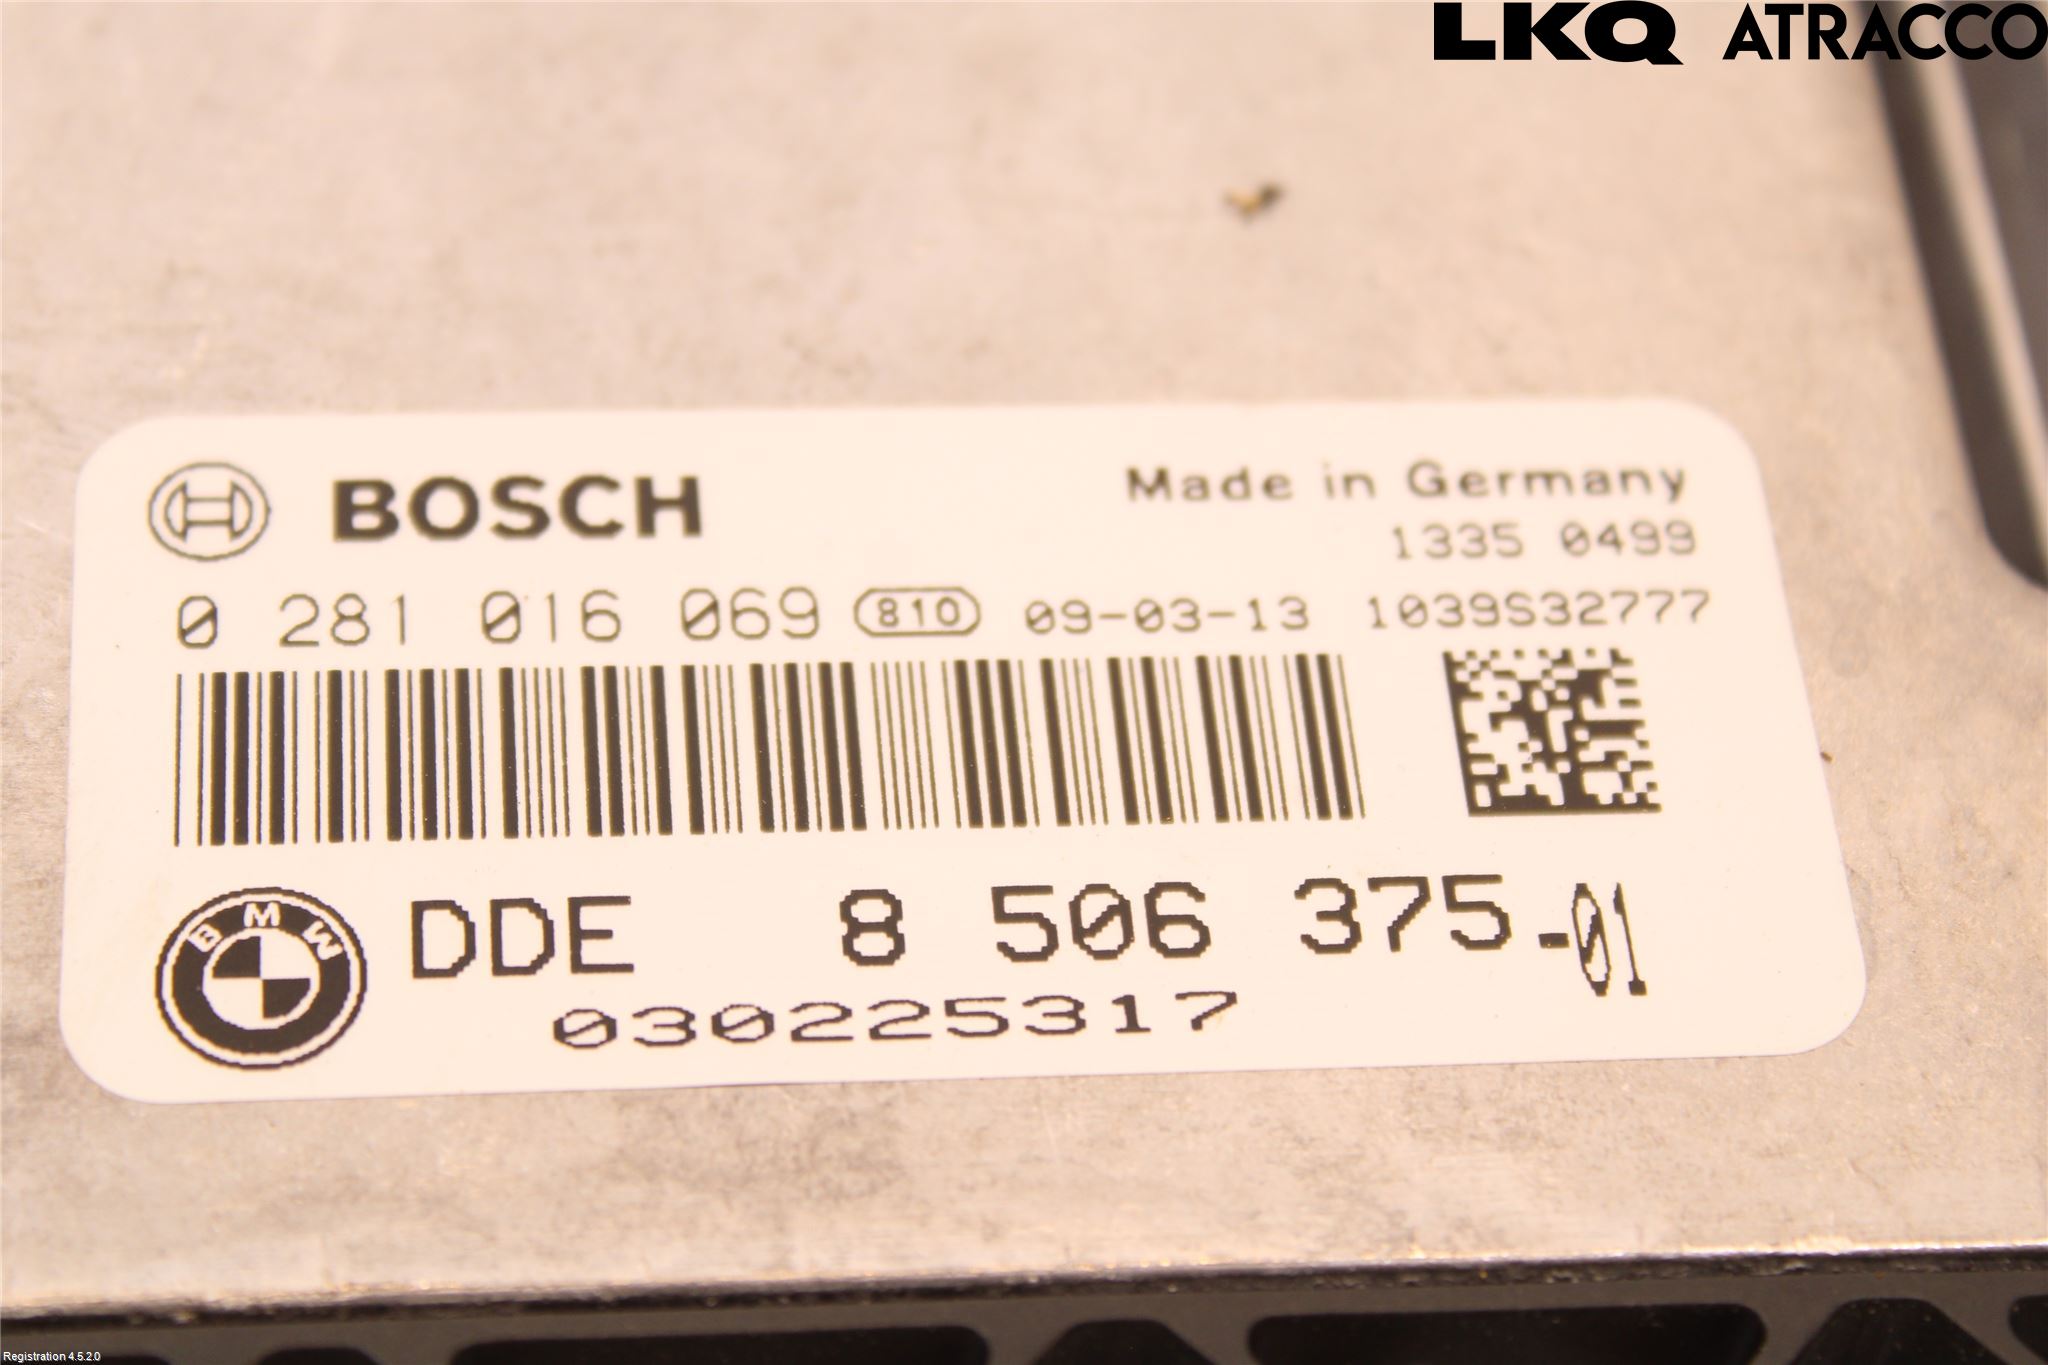 LKQ ATRACCO
BOSCH
Made in Germany
1335 0499
0 281 016 069 810 09-03-13 1039S32777
BMW
DDE 8 506 375-01
030225317
Registration 4.5.2.0